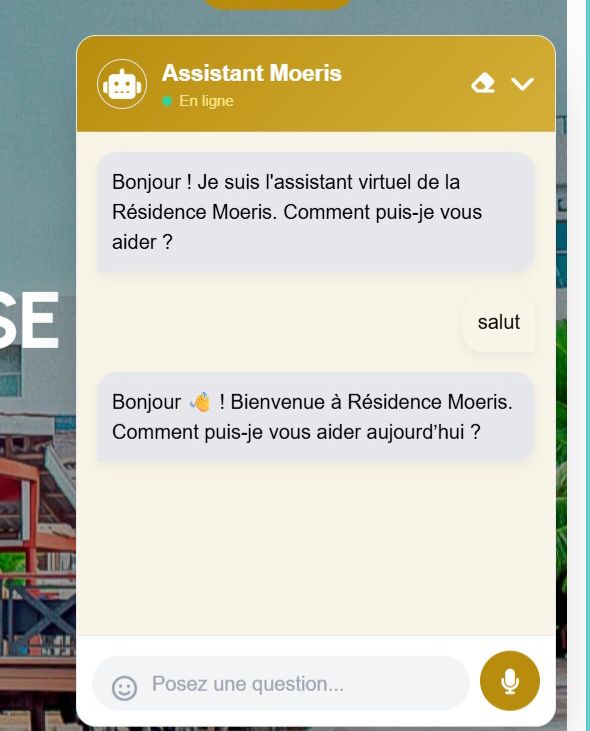 Assistant Moeris
En ligne
Bonjour ! Je suis l'assistant virtuel de la
Résidence Moeris. Comment puis-je vous
aider ?
SE
salut
Bonjour 👋 ! Bienvenue à Résidence Moeris.
Comment puis-je vous aider aujourd’hui ?
Posez une question...